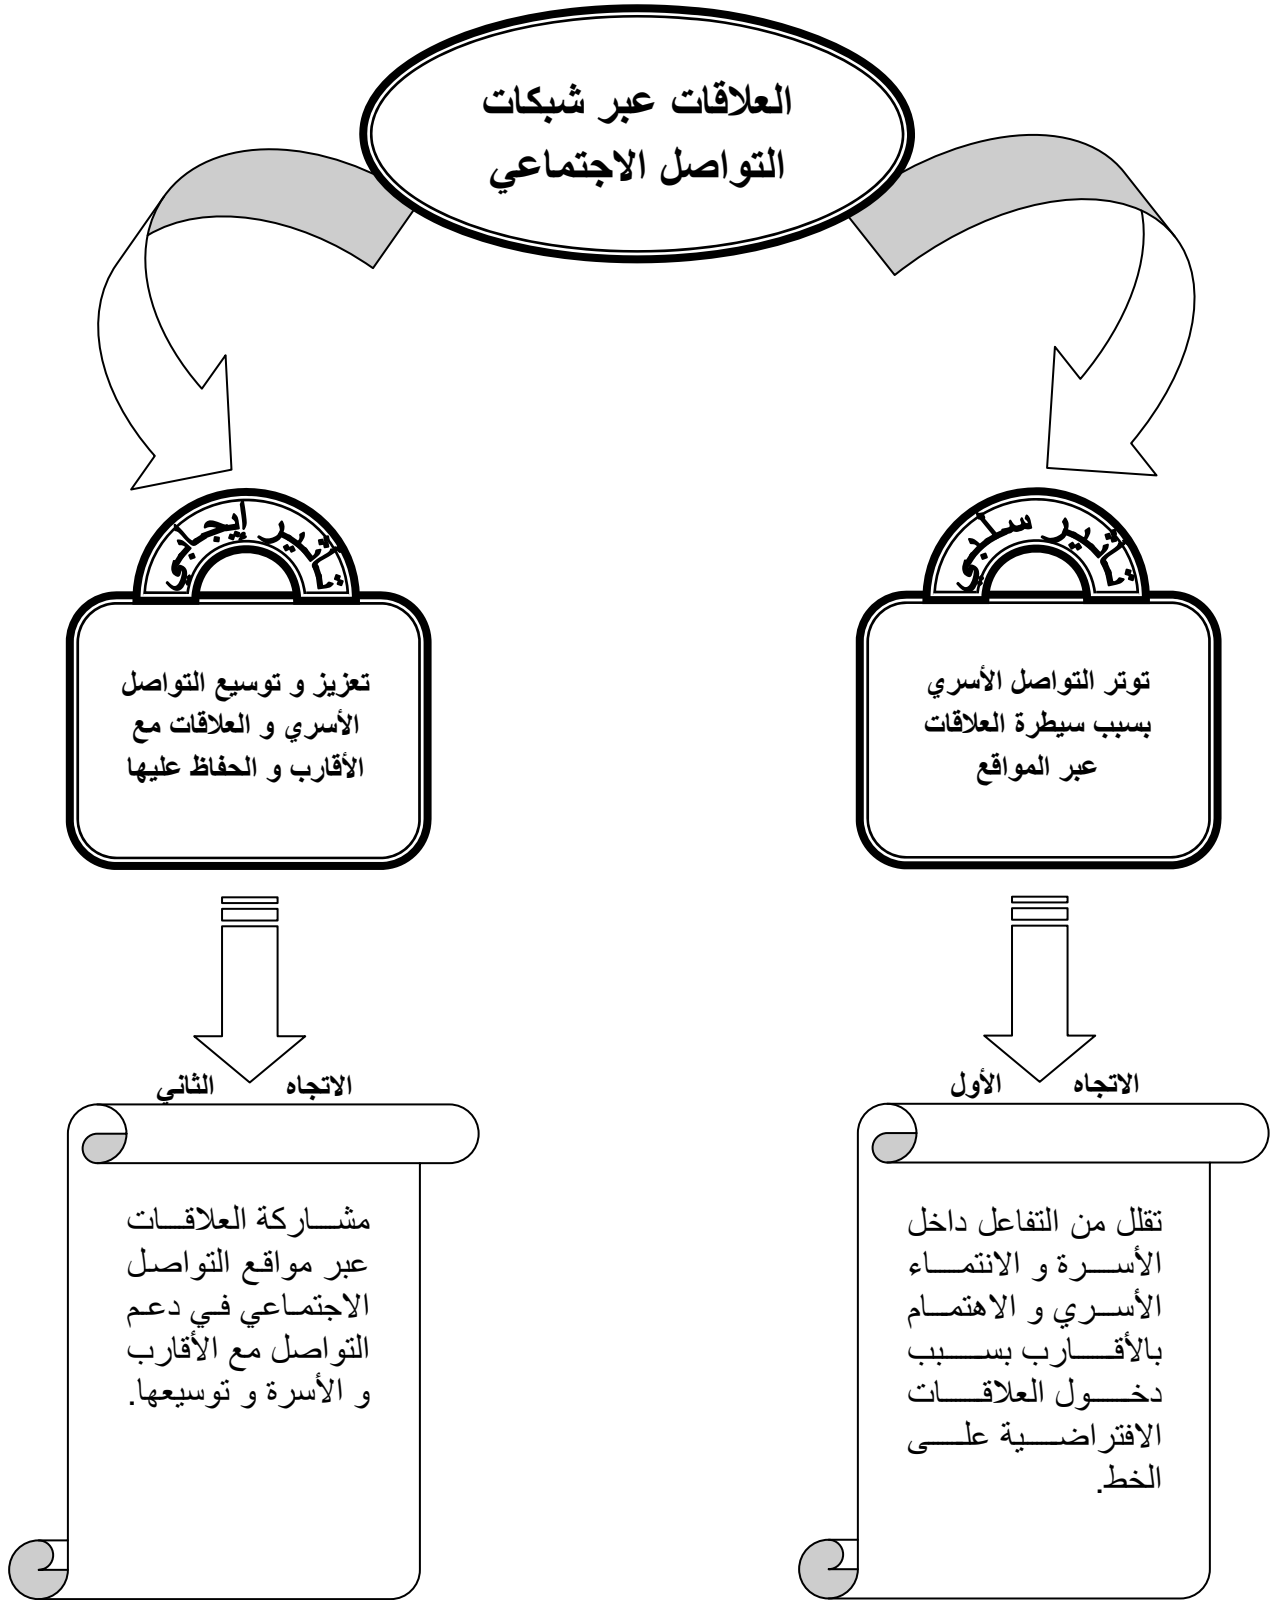 العلاقات عبر شبكات
التواصل الاجتماعي
تاثير سلبي
توتر التواصل الأسري
بسبب سيطرة العلاقات
عبر المواقع
الاتجاه الأول
تقلل من التفاعل داخل
الأسرة و الانتماء
الأسري و الاهتمام
بالأقارب بسبب
دخول العلاقات
الافتراضية على
الخط.
تاثير إيجابي
تعزيز و توسيع التواصل
الأسري و العلاقات مع
الأقارب و الحفاظ عليها
الاتجاه الثاني
مشاركة العلاقات
عبر مواقع التواصل
الاجتماعي في دعم
التواصل مع الأقارب
و الأسرة و توسيعها.